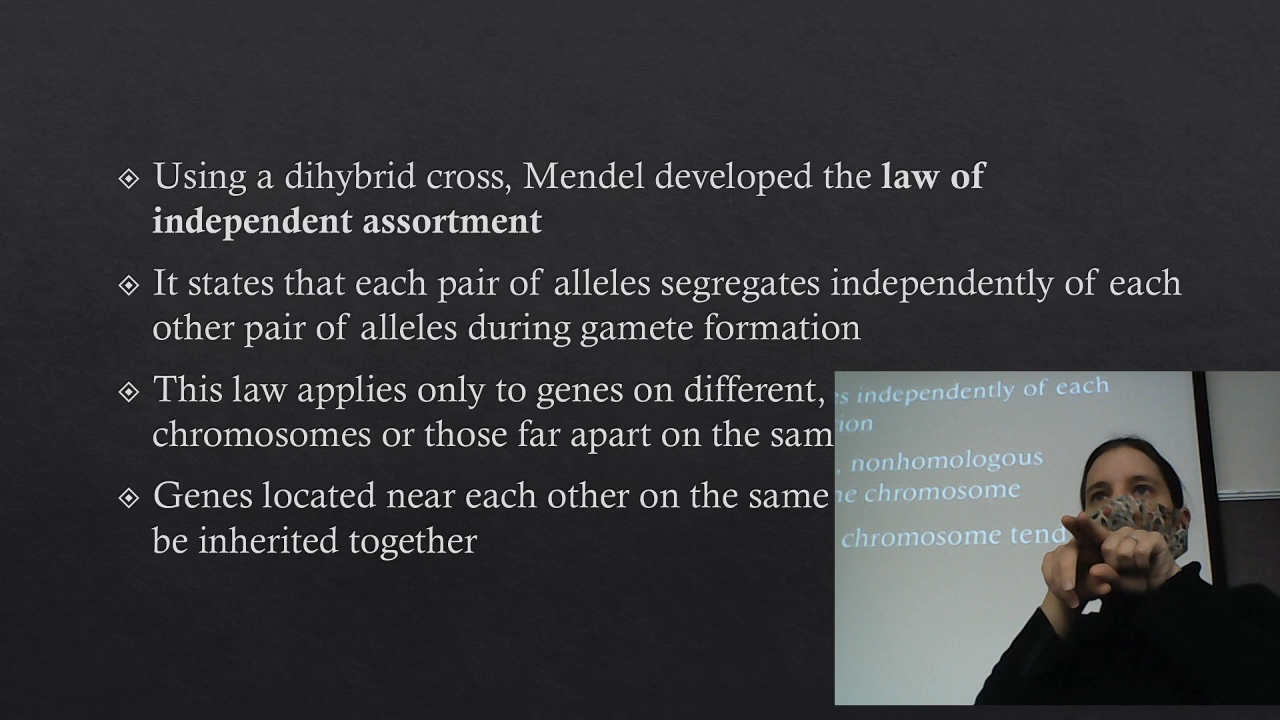 Using a dihybrid cross, Mendel developed the law of
independent assortment
It states that each pair of alleles segregates independently of each
other pair of alleles during gamete formation
This law applies only to genes on different,
chromosomes or those far apart on the sam
Genes located near each other on the same
be inherited together
s independently of each
ion
, nonhomologous
e chromosome
chromosome tend